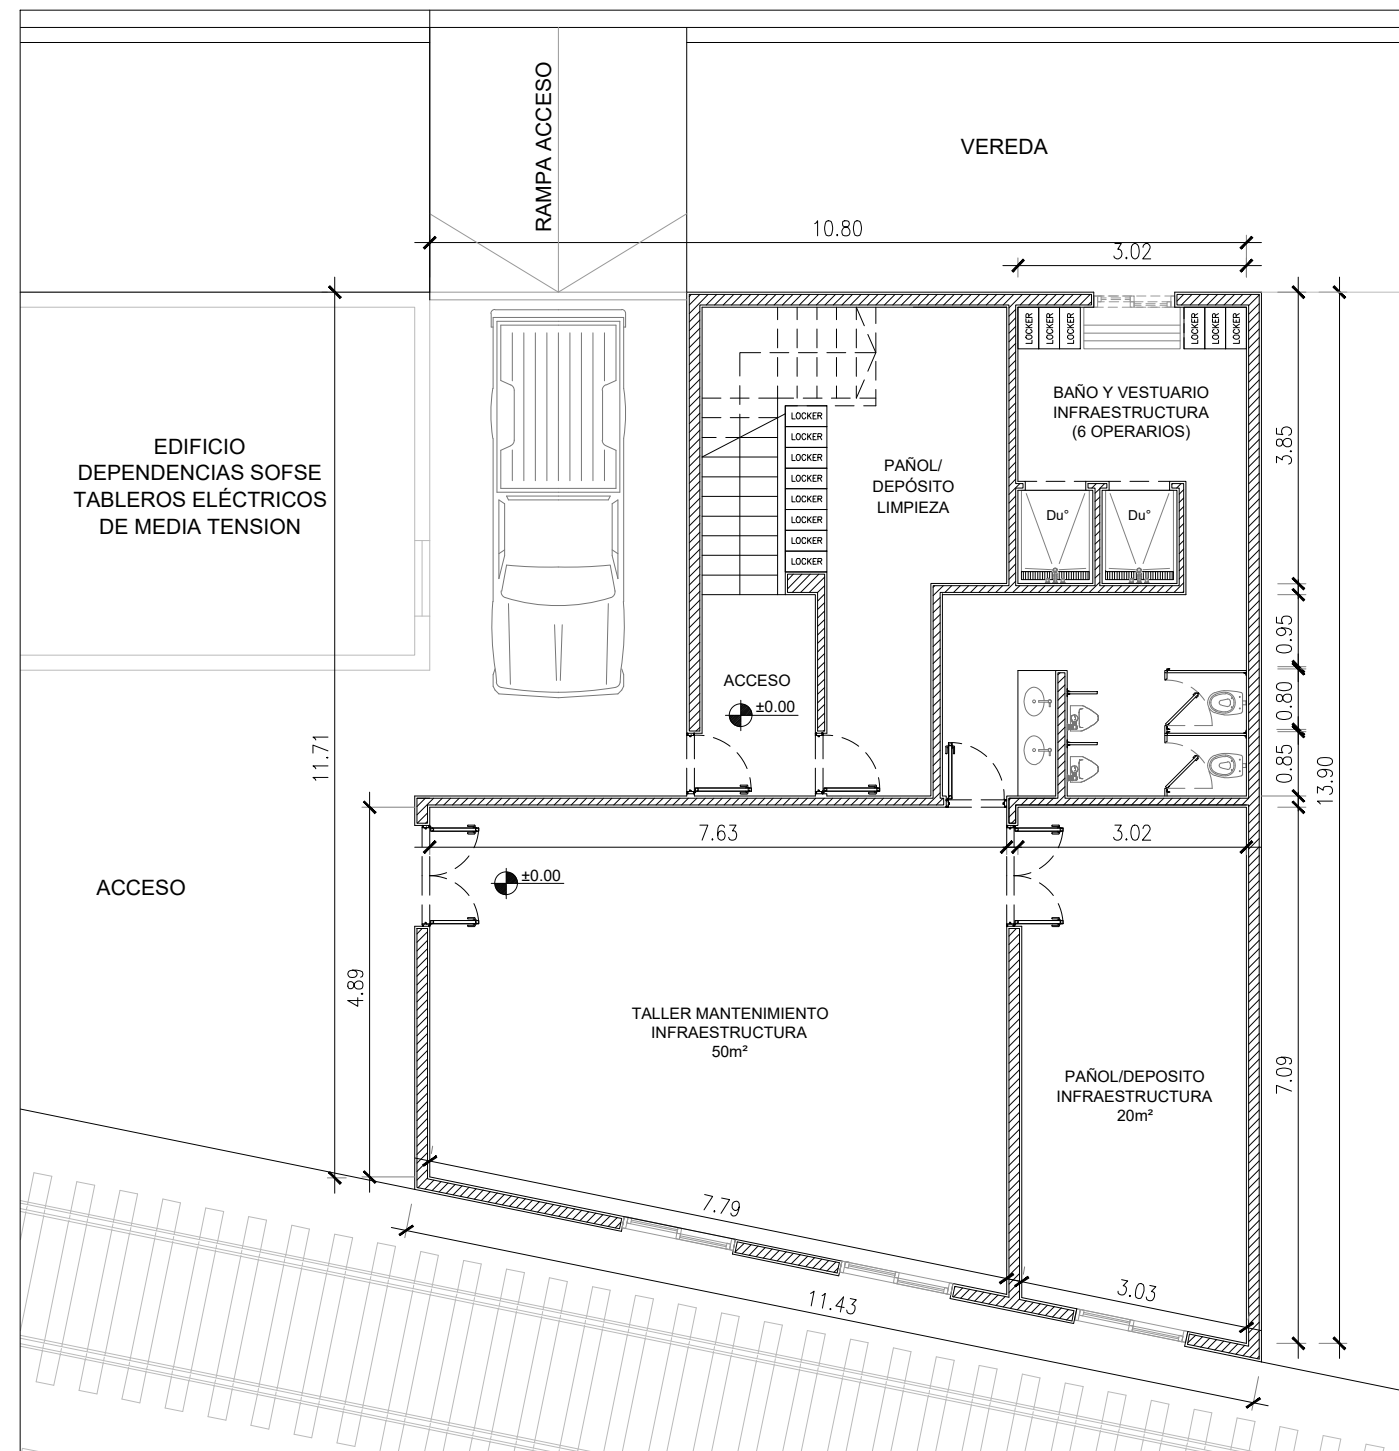 RAMPA ACCESO
VEREDA
10.80
3.02
LOCKER
LOCKER
LOCKER
LOCKER
LOCKER
LOCKER
BAÑO Y VESTUARIO
INFRAESTRUCTURA
(6 OPERARIOS)
3.85
EDIFICIO
DEPENDENCIAS SOFSE
TABLEROS ELÉCTRICOS
DE MEDIA TENSION
LOCKER
LOCKER
LOCKER
LOCKER
LOCKER
LOCKER
LOCKER
LOCKER
PAÑOL/
DEPÓSITO
LIMPIEZA
Du°
Du°
0.95
0.80
0.85
13.90
ACCESO
±0.00
11.71
7.63
3.02
±0.00
ACCESO
4.89
TALLER MANTENIMIENTO
INFRAESTRUCTURA
50m²
PAÑOL/DEPOSITO
INFRAESTRUCTURA
20m²
7.09
7.79
3.03
11.43